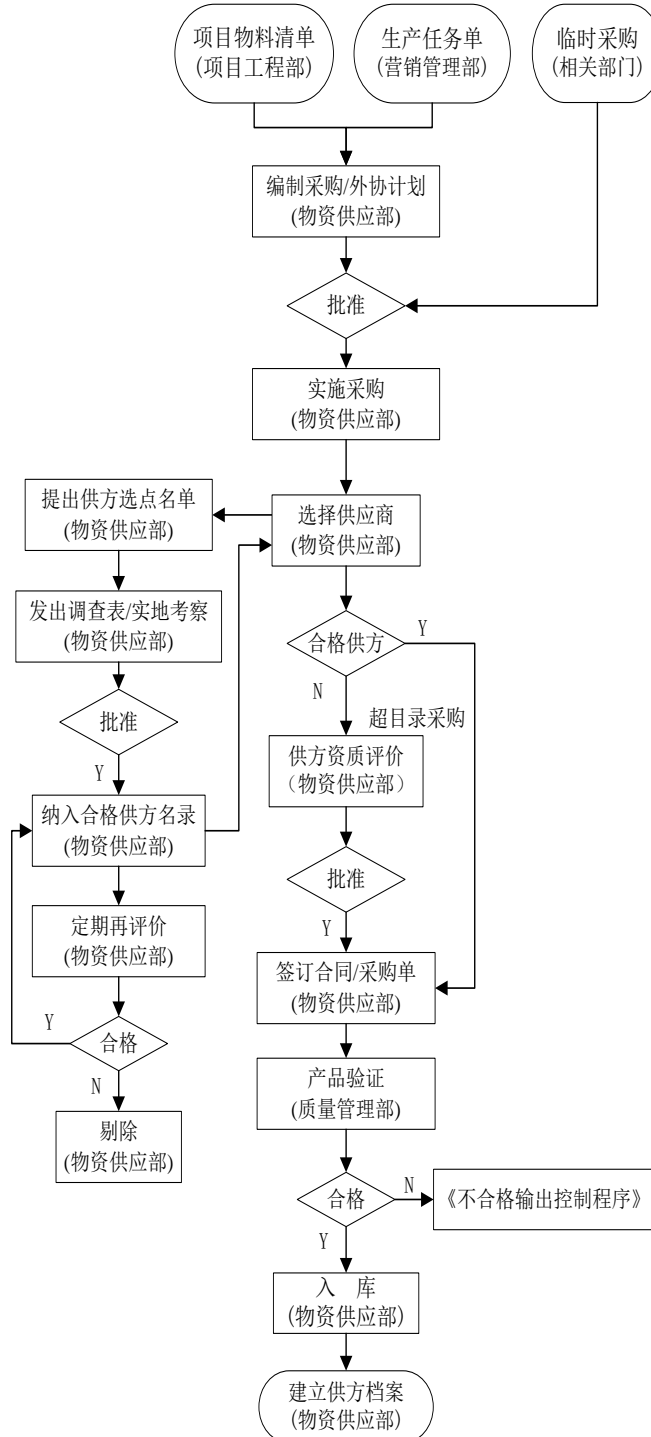 项目物料清单
(项目工程部)
生产任务单
(营销管理部)
临时采购
(相关部门)
编制采购/外协计划
(物资供应部)
批准
实施采购
(物资供应部)
提出供方选点名单
(物资供应部)
选择供应商
(物资供应部)
发出调查表/实地考察
(物资供应部)
合格供方
Y
N
超目录采购
批准
Y
供方资质评价
（物资供应部）
纳入合格供方名录
(物资供应部)
批准
Y
定期再评价
(物资供应部)
签订合同/采购单
(物资供应部)
合格
Y
N
产品验证
(质量管理部)
剔除
(物资供应部)
合格
N
《不合格输出控制程序》
Y
入 库
(物资供应部)
建立供方档案
(物资供应部)